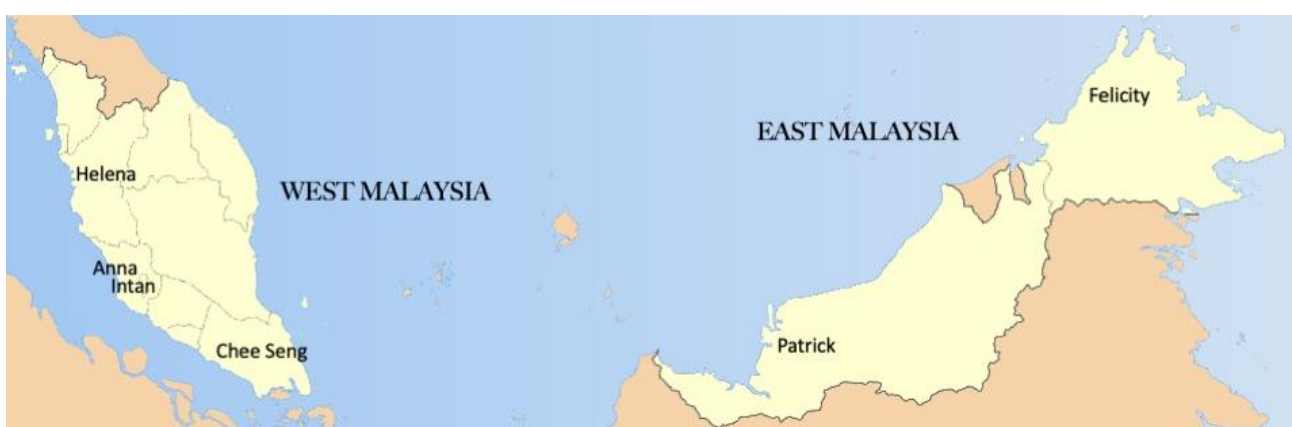 Felicity
EAST MALAYSIA
Helena
WEST MALAYSIA
Anna
Intan
Patrick
Chee Seng